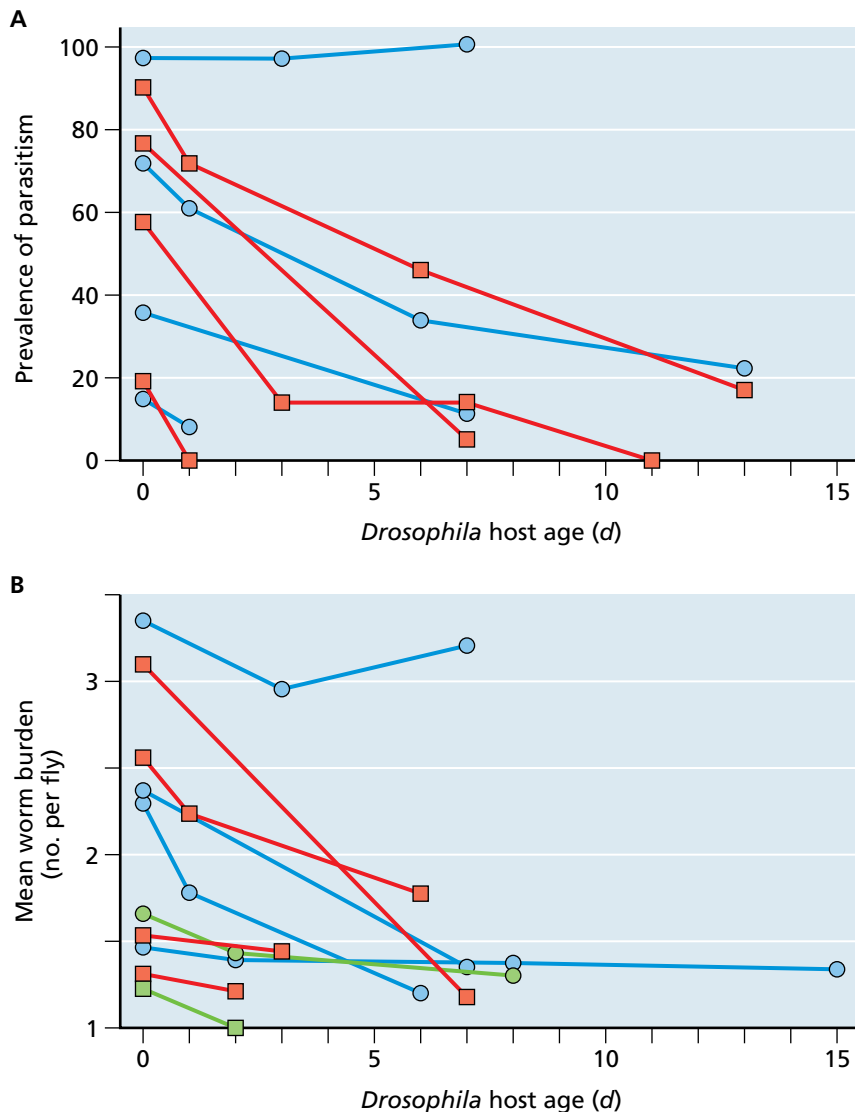 A
100
80
60
40
20
0
Prevalence of parasitism
0 5 10 15
Drosophila host age (d)
B
3
2
1
Mean worm burden
(no. per fly)
0 5 10 15
Drosophila host age (d)